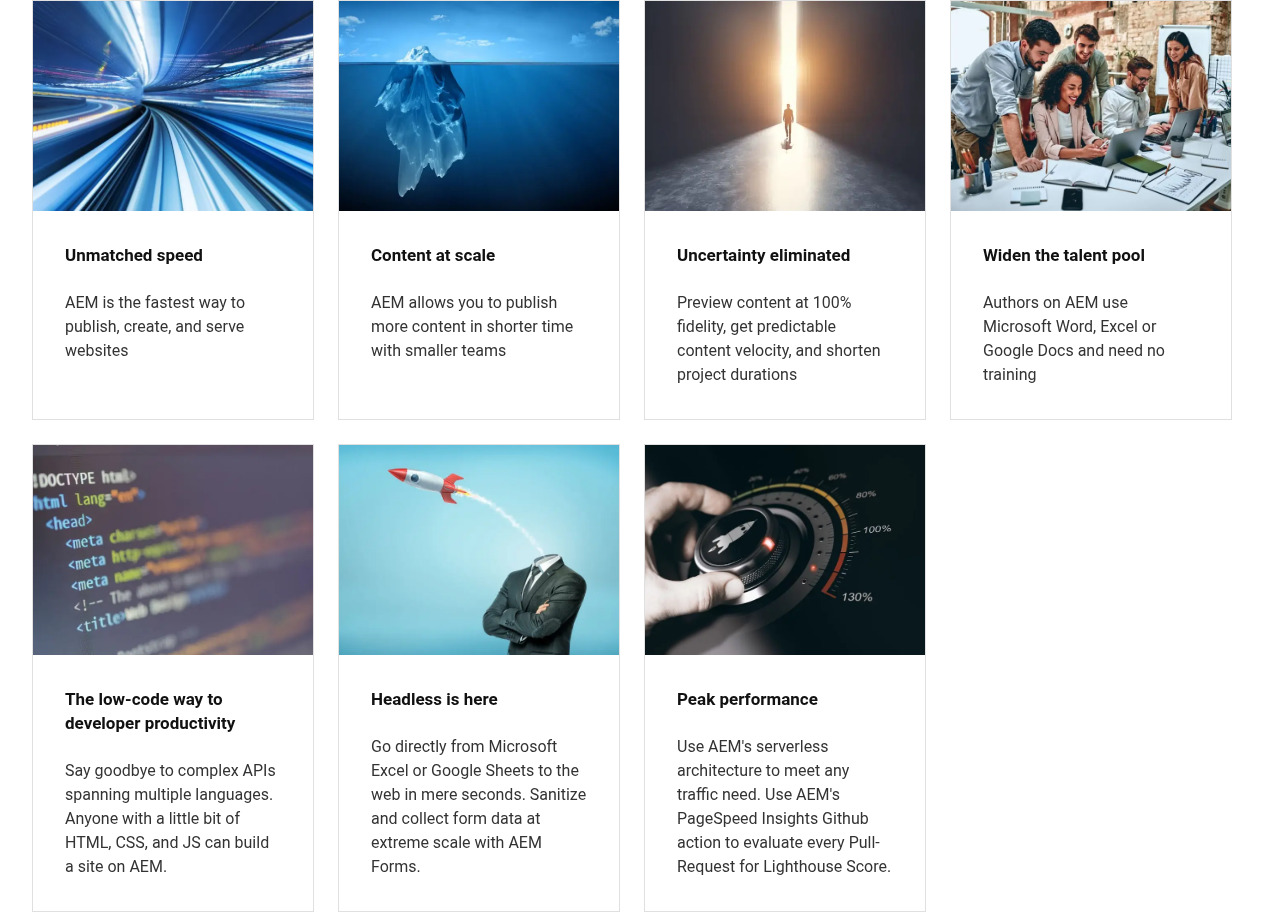 Unmatched speed
AEM is the fastest way to
publish, create, and serve
websites
Content at scale
AEM allows you to publish
more content in shorter time
with smaller teams
Uncertainty eliminated
Preview content at 100%
fidelity, get predictable
content velocity, and shorten
project durations
Widen the talent pool
Authors on AEM use
Microsoft Word, Excel or
Google Docs and need no
training
!DOCTYPE html>
html lang="en">
<head>
<meta
<meta
<meta
<!-- The
<title>Web Design
The low-code way to
developer productivity
Say goodbye to complex APIs
spanning multiple languages.
Anyone with a little bit of
HTML, CSS, and JS can build
a site on AEM.
Headless is here
Go directly from Microsoft
Excel or Google Sheets to the
web in mere seconds. Sanitize
and collect form data at
extreme scale with AEM
Forms.
40%
60%
80%
100%
130%
Peak performance
Use AEM's serverless
architecture to meet any
traffic need. Use AEM's
PageSpeed Insights Github
action to evaluate every Pull-
Request for Lighthouse Score.